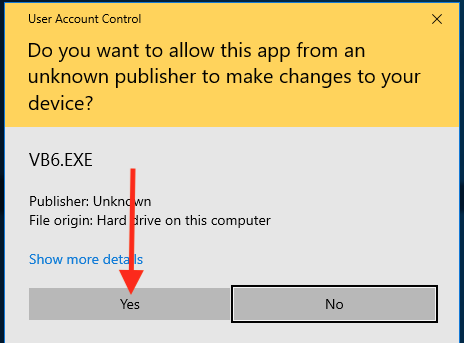 User Account Control
Do you want to allow this app from an
unknown publisher to make changes to your
device?
VB6.EXE
Publisher: Unknown
File origin: Hard drive on this computer
Show more details
Yes
No